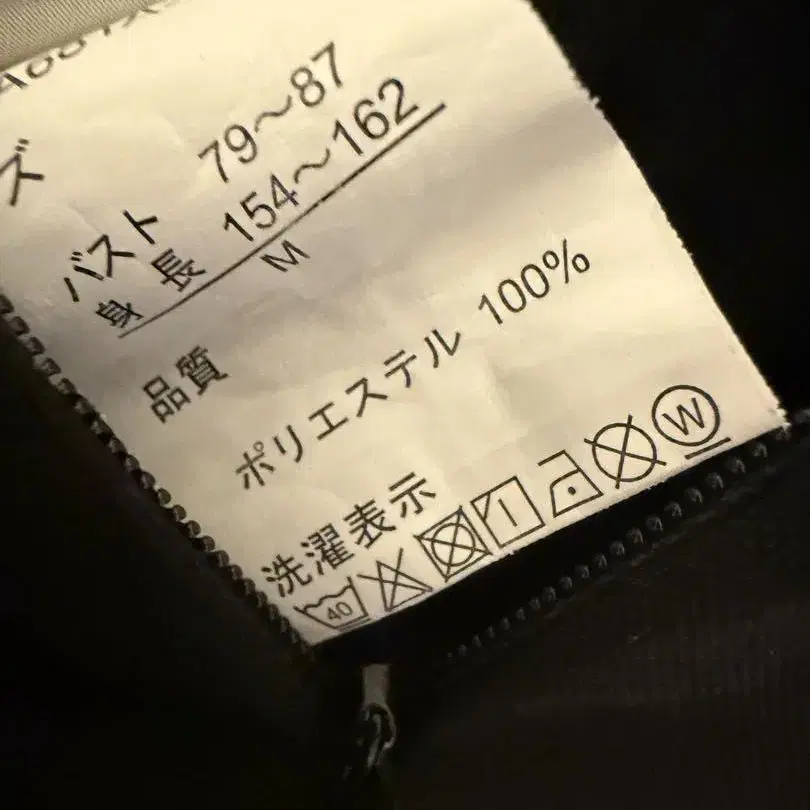 ズ
バスト 79～87
身長 154～162
M
品質
ポリエステル 100%
洗濯表示
40
W